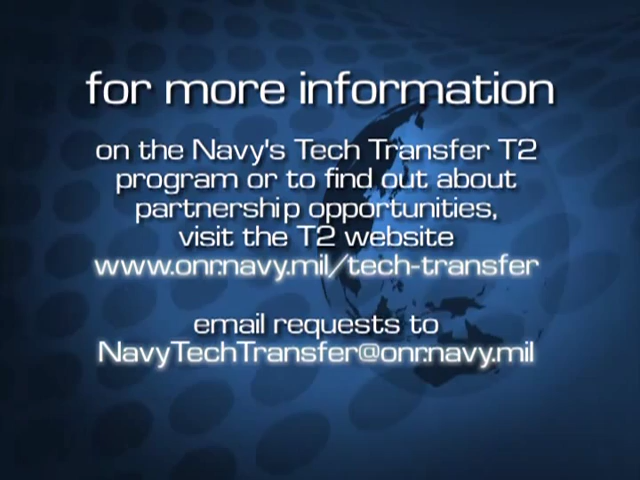 for more information
on the Navy's Tech Transfer T2
program or to find out about
partnership opportunities,
visit the T2 website
www.onr.navy.mil/tech-transfer
email requests to
NavyTechTransfer@onr.navy.mil